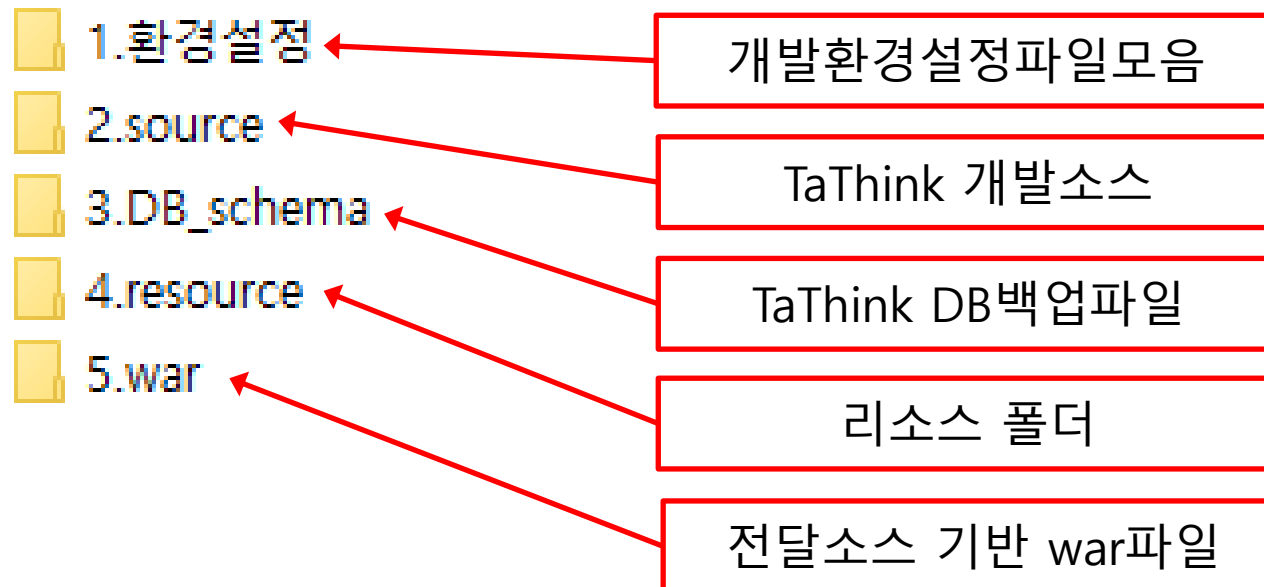 1.환경설정
개발환경설정파일모음
2.source
TaThink 개발소스
3.DB_schema
TaThink DB백업파일
4.resource
리소스 폴더
5.war
전달소스 기반 war파일